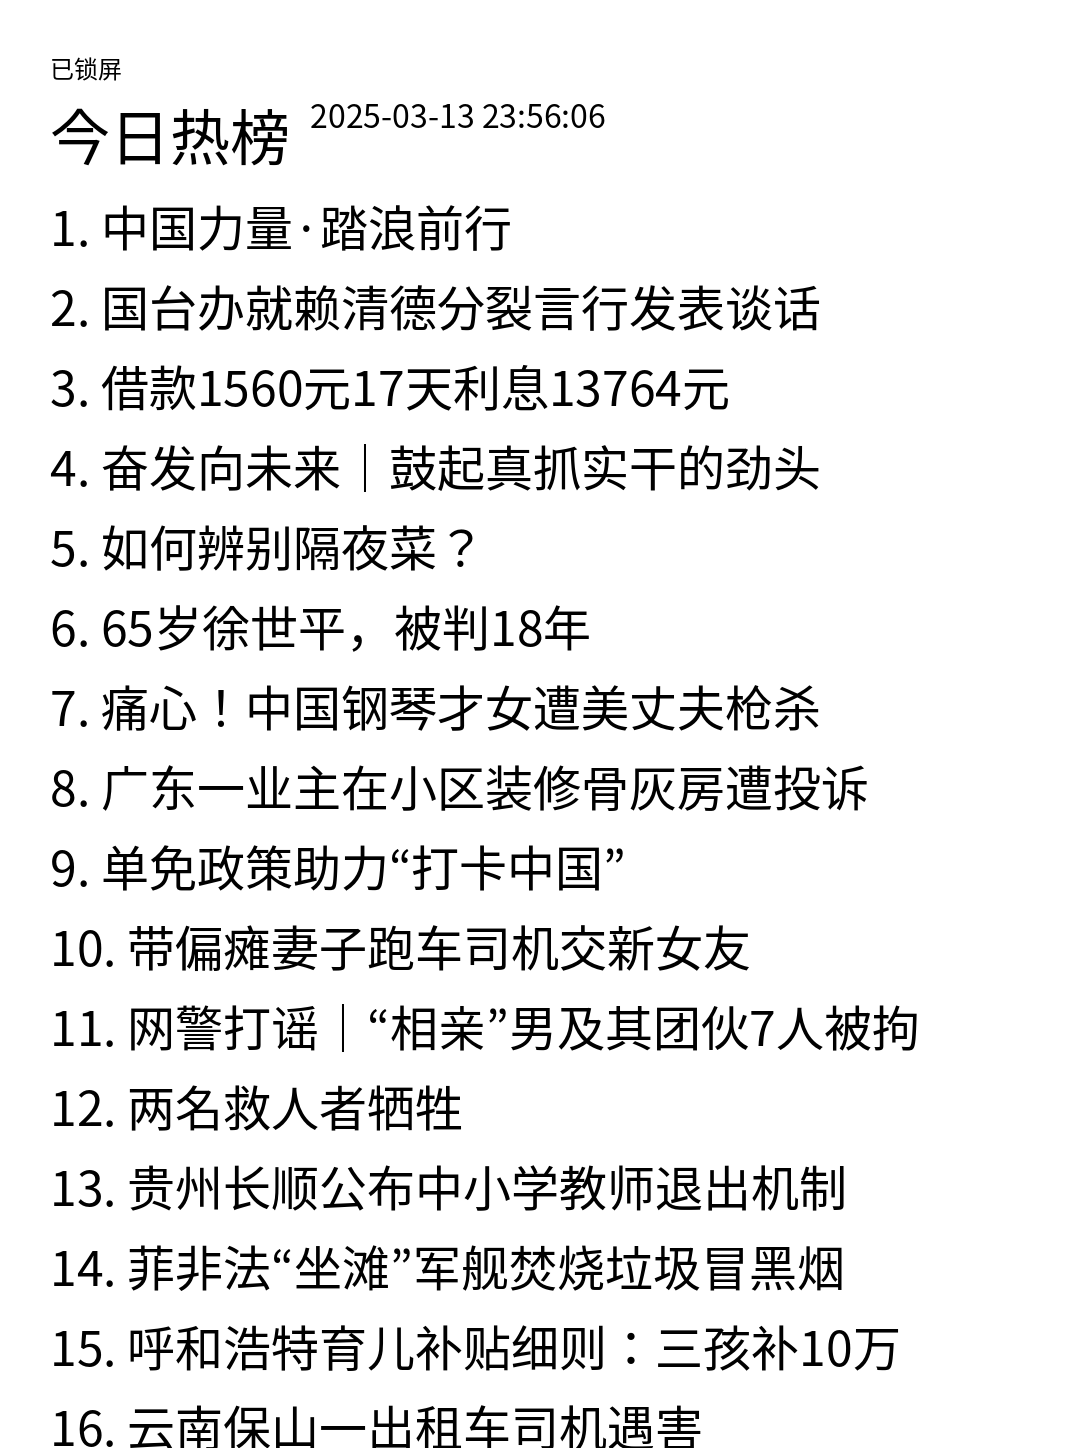 已锁屏
今日热榜 2025-03-13 23:56:06
1. 中国力量·踏浪前行
2. 国台办就赖清德分裂言行发表谈话
3. 借款1560元17天利息13764元
4. 奋发向未来｜鼓起真抓实干的劲头
5. 如何辨别隔夜菜？
6. 65岁徐世平，被判18年
7. 痛心！中国钢琴才女遭美丈夫枪杀
8. 广东一业主在小区装修骨灰房遭投诉
9. 单免政策助力“打卡中国”
10. 带偏瘫妻子跑车司机交新女友
11. 网警打谣｜“相亲”男及其团伙7人被拘
12. 两名救人者牺牲
13. 贵州长顺公布中小学教师退出机制
14. 菲非法“坐滩”军舰焚烧垃圾冒黑烟
15. 呼和浩特育儿补贴细则：三孩补10万
16. 云南保山一出租车司机遇害